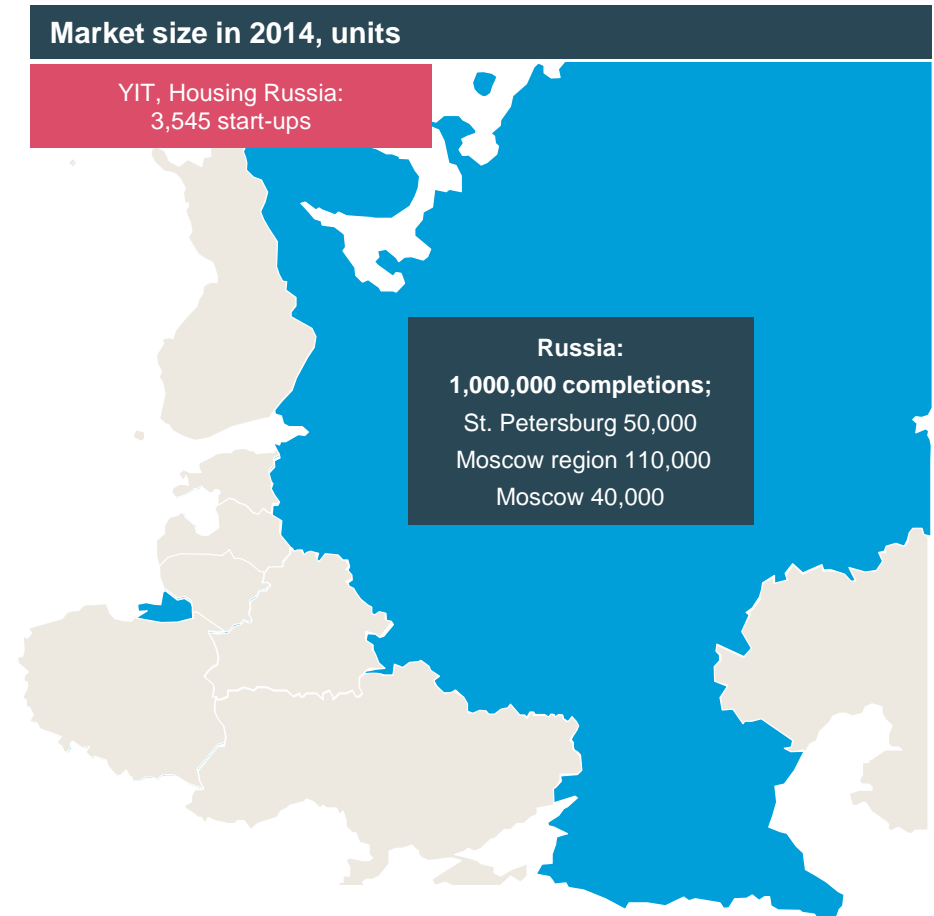 Market size in 2014, units
YIT, Housing Russia:
3,545 start-ups
Russia:
1,000,000 completions;
St. Petersburg 50,000
Moscow region 110,000
Moscow 40,000